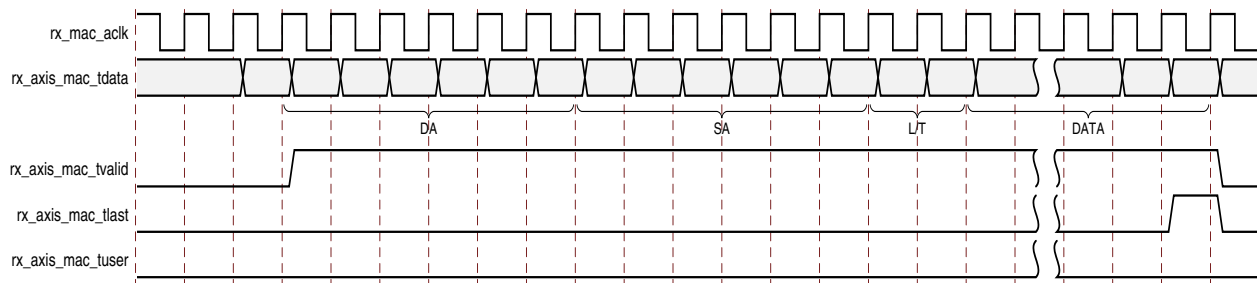 rx_mac_aclk
rx_axis_mac_tdata
DA SA L/T DATA
rx_axis_mac_tvalid
rx_axis_mac_tlast
rx_axis_mac_tuser